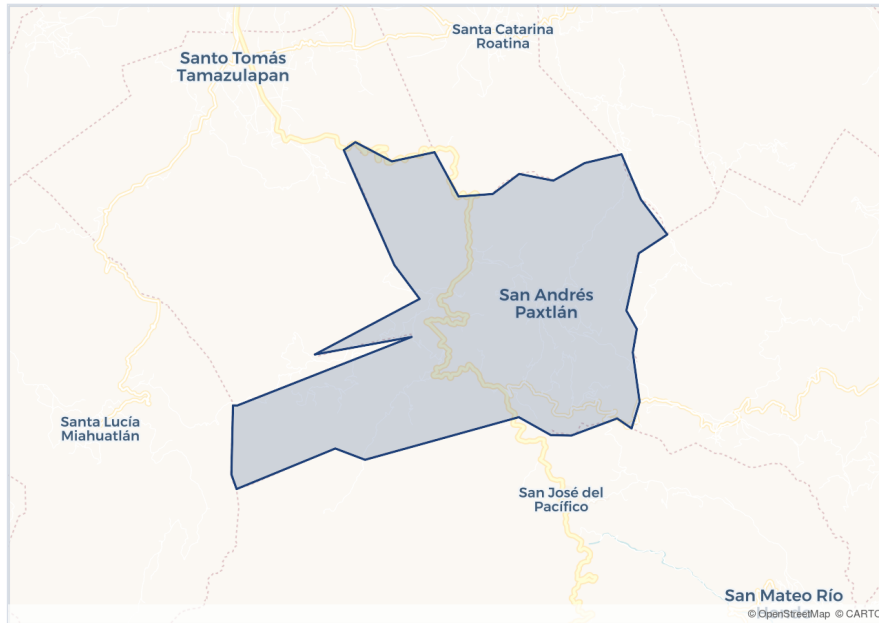 Santa Catarina
Roatina
Santo Tomás
Tamazulapan
San Andrés
Paxtlán
Santa Lucía
Miahuatlán
San José del
Pacífico
San Mateo Río
© OpenStreetMap © CARTO